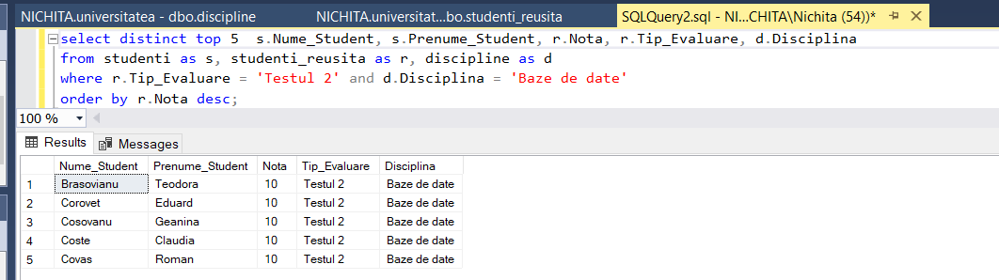 NICHITA.universitatea - dbo.discipline NICHITA.universitat...bo.studenti_reusita SQLQuery2.sql - NI...CHITA\Nichita (54))*
select distinct top 5  s.Nume_Student, s.Prenume_Student, r.Nota, r.Tip_Evaluare, d.Disciplina
from studenti as s, studenti_reusita as r, discipline as d
where r.Tip_Evaluare = 'Testul 2' and d.Disciplina = 'Baze de date'
order by r.Nota desc;
100 %
Results Messages
Nume_Student Prenume_Student Nota Tip_Evaluare Disciplina
1 Brasovianu Teodora 10 Testul 2 Baze de date
2 Corovet Eduard 10 Testul 2 Baze de date
3 Cosovanu Geanina 10 Testul 2 Baze de date
4 Coste Claudia 10 Testul 2 Baze de date
5 Covas Roman 10 Testul 2 Baze de date